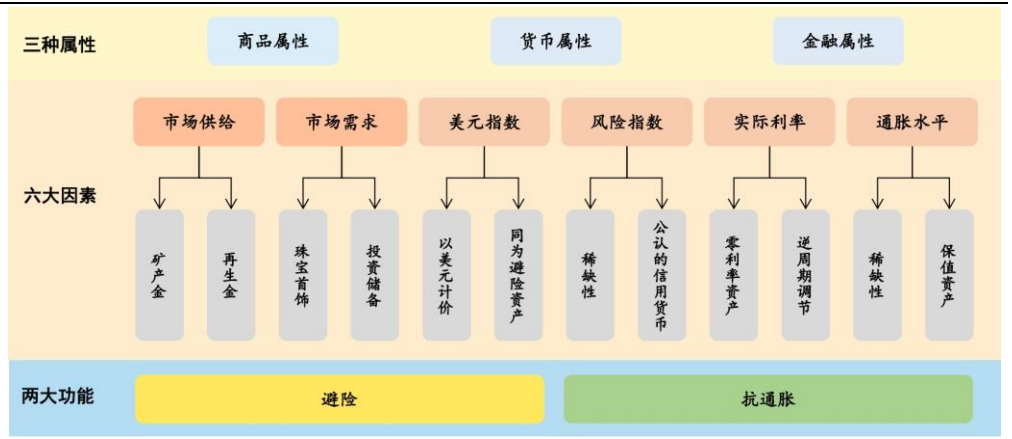 三种属性
商品属性
货币属性
金融属性
六大因素
市场供给
市场需求
美元指数
风险指数
实际利率
通胀水平
矿产金
再生金
珠宝首饰
投资储备
以美元计价
同为避险资产
稀缺性
公认的信用货币
零利率资产
逆周期调节
稀缺性
保值资产
两大功能
避险
抗通胀